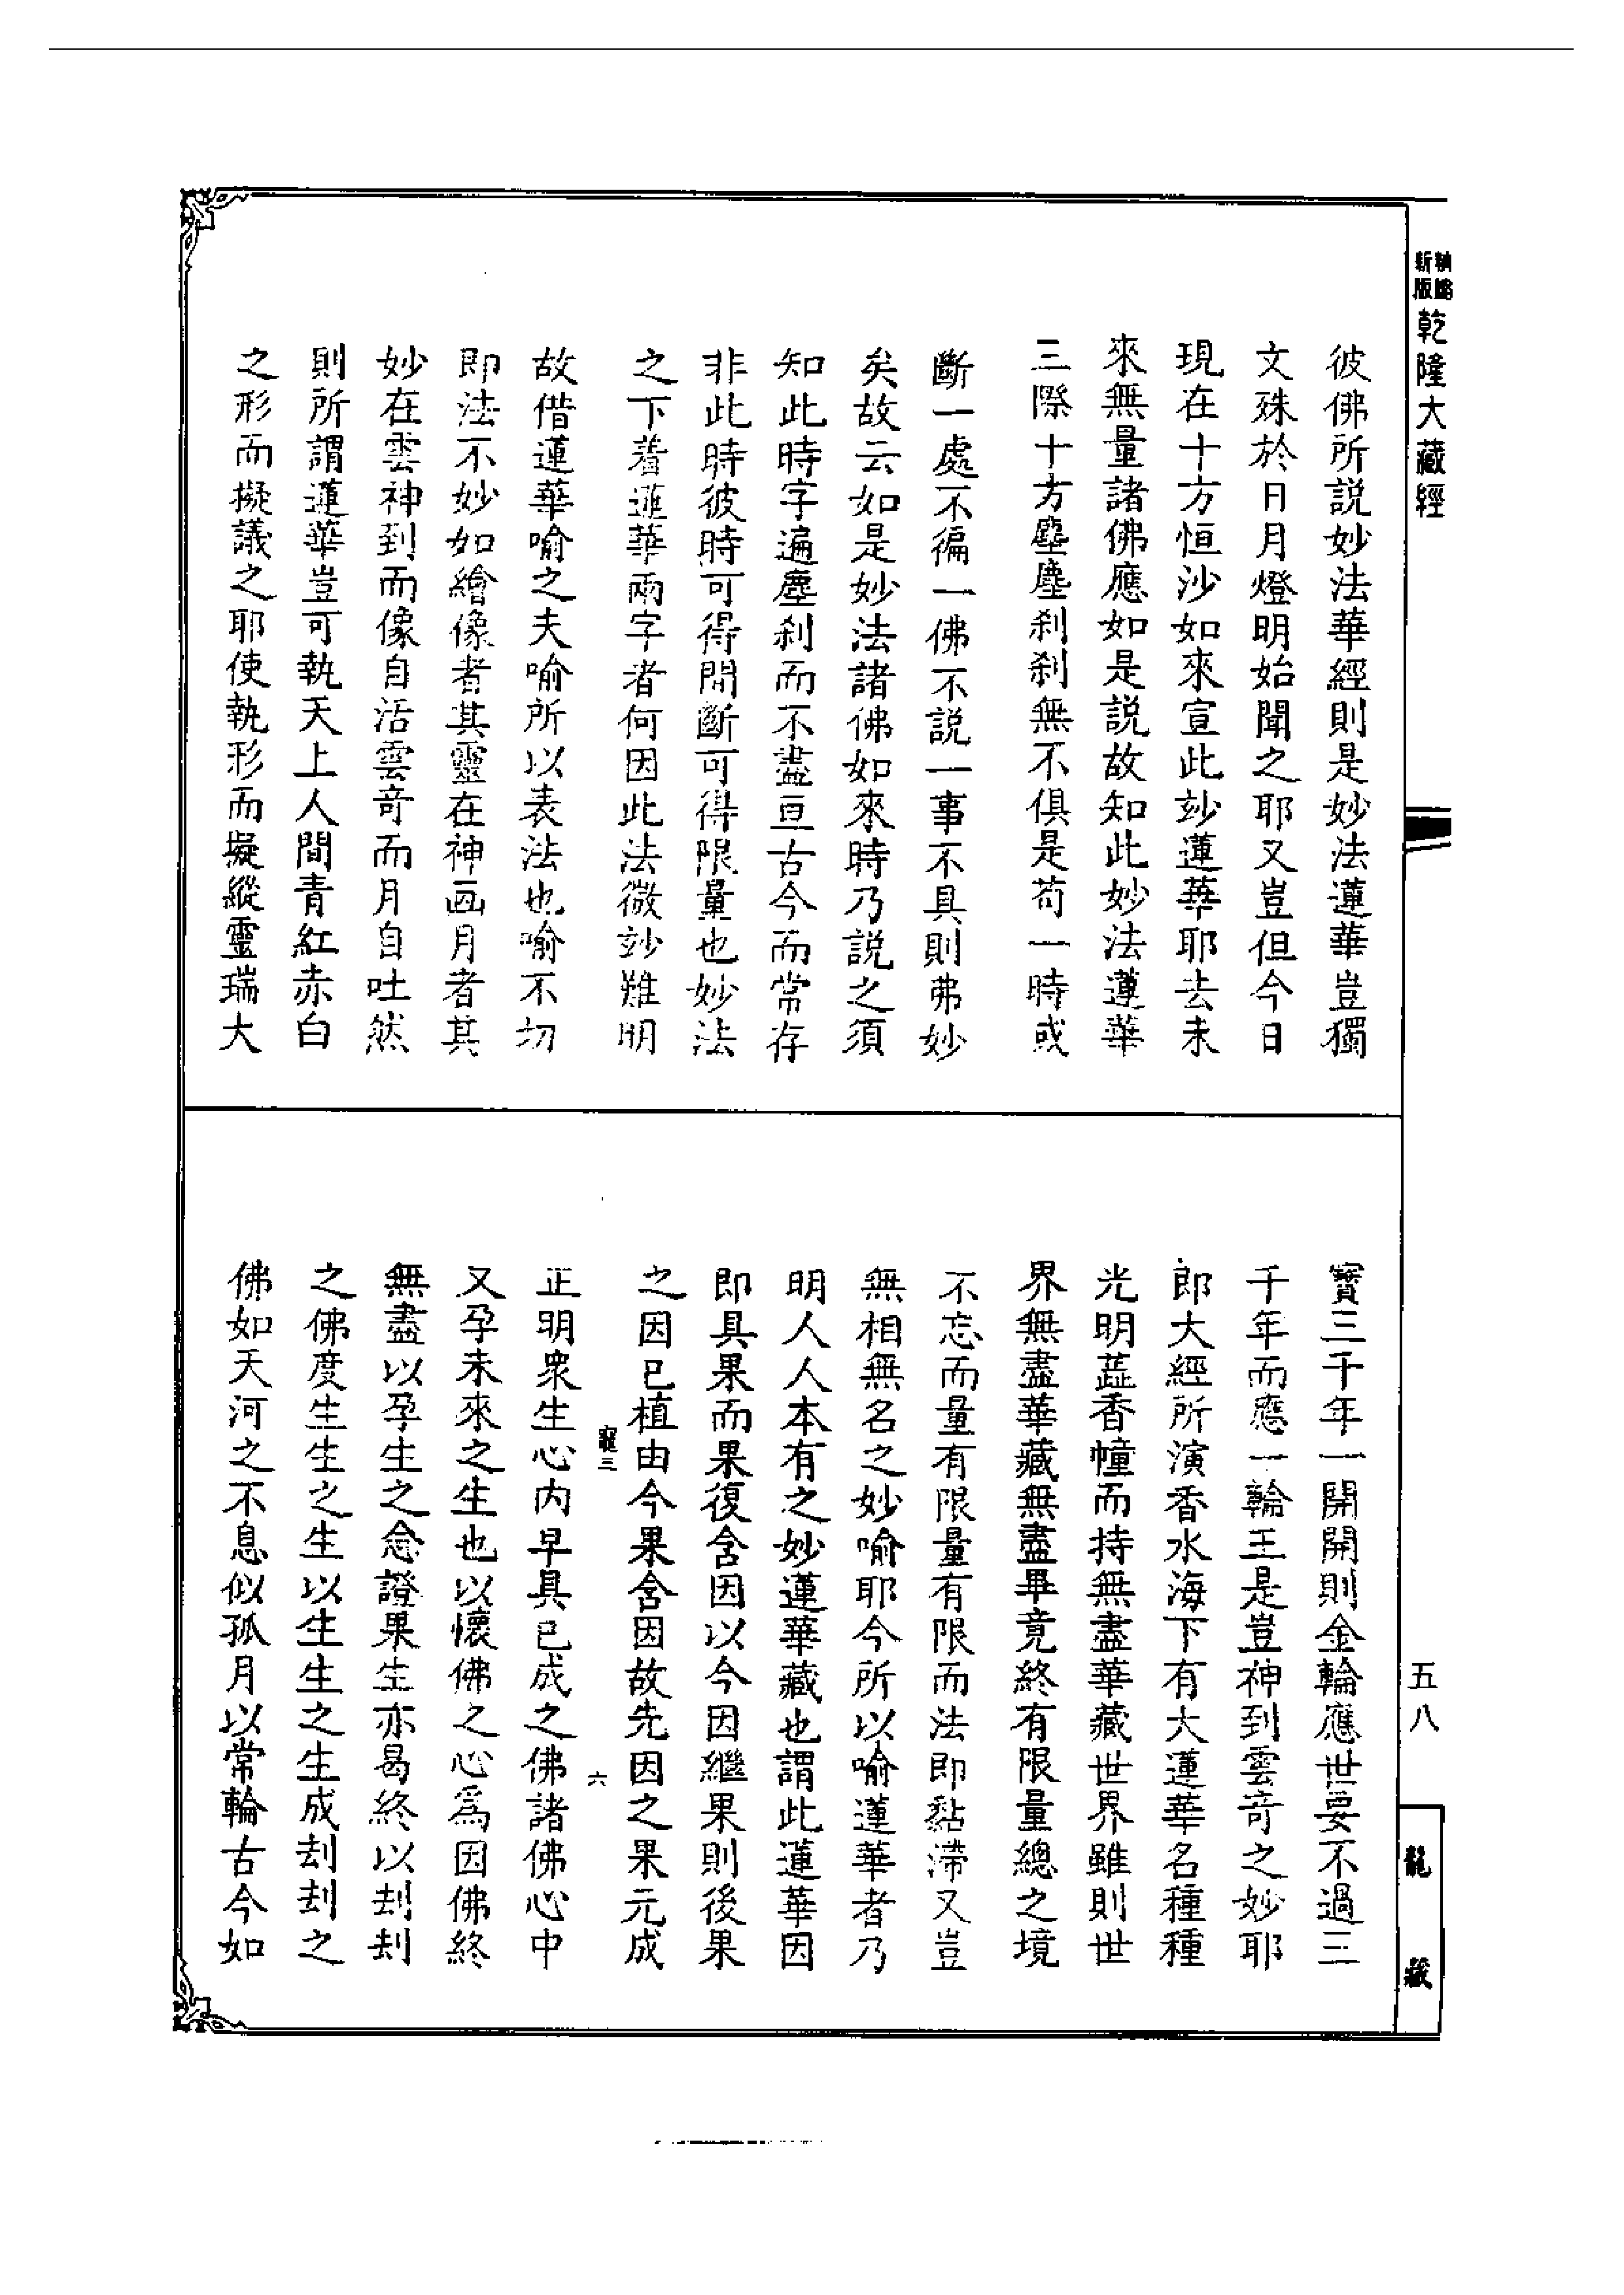 新版
乾隆大藏經
彼佛所説妙法華經則是妙法蓮華豈獨
文殊於日月燈明始聞之耶又豈但今日
現在十方恒沙如來宣此玅蓮華耶去未
來無量諸佛應如是説故知此妙法蓮華
三際十方塵塵刹刹無不俱是苟一時或
斷一處不徧一佛不説一事不具則弗妙
矣故云如是妙法諸佛如來時乃説之須
知此時字遍塵刹而不盡亘古今而常存
非此時彼時可得間斷可得限量也妙法
之下着蓮華兩字者何因此法微玅難明
故借蓮華喻之夫喻所以表法也喻不切
即法不妙如繪像者其靈在神画月者其
妙在雲神到而像自活雲奇而月自吐然
則所謂蓮華豈可執天上人間青紅赤白
之形而擬議之耶使執形而擬縱靈瑞大
寶三千年一開開則金輪應世要不過三
千年而應一輪王是豈神到雲奇之妙耶
郎大經所演香水海下有大蓮華名種種
光明蘂香幢而持無盡華藏世界雖則世
界無盡華藏無盡畢竟終有限量總之境
不忘而量有限量有限而法即黏滯又豈
無相無名之妙喻耶今所以喻蓮華者乃
明人人本有之妙蓮華藏也謂此蓮華因
即具果而果復含因以今因繼果則後果
之因已植由今果含因故先因之果元成
正明衆生心内早具已成之佛諸佛心中
又孕未來之生也以懷佛之心爲因佛終
無盡以孕生之念證果生亦曷終以刦刦
之佛度生生之生以生生之生成刦刦之
佛如天河之不息似孤月以常輪古今如
三
六
五八
龍藏